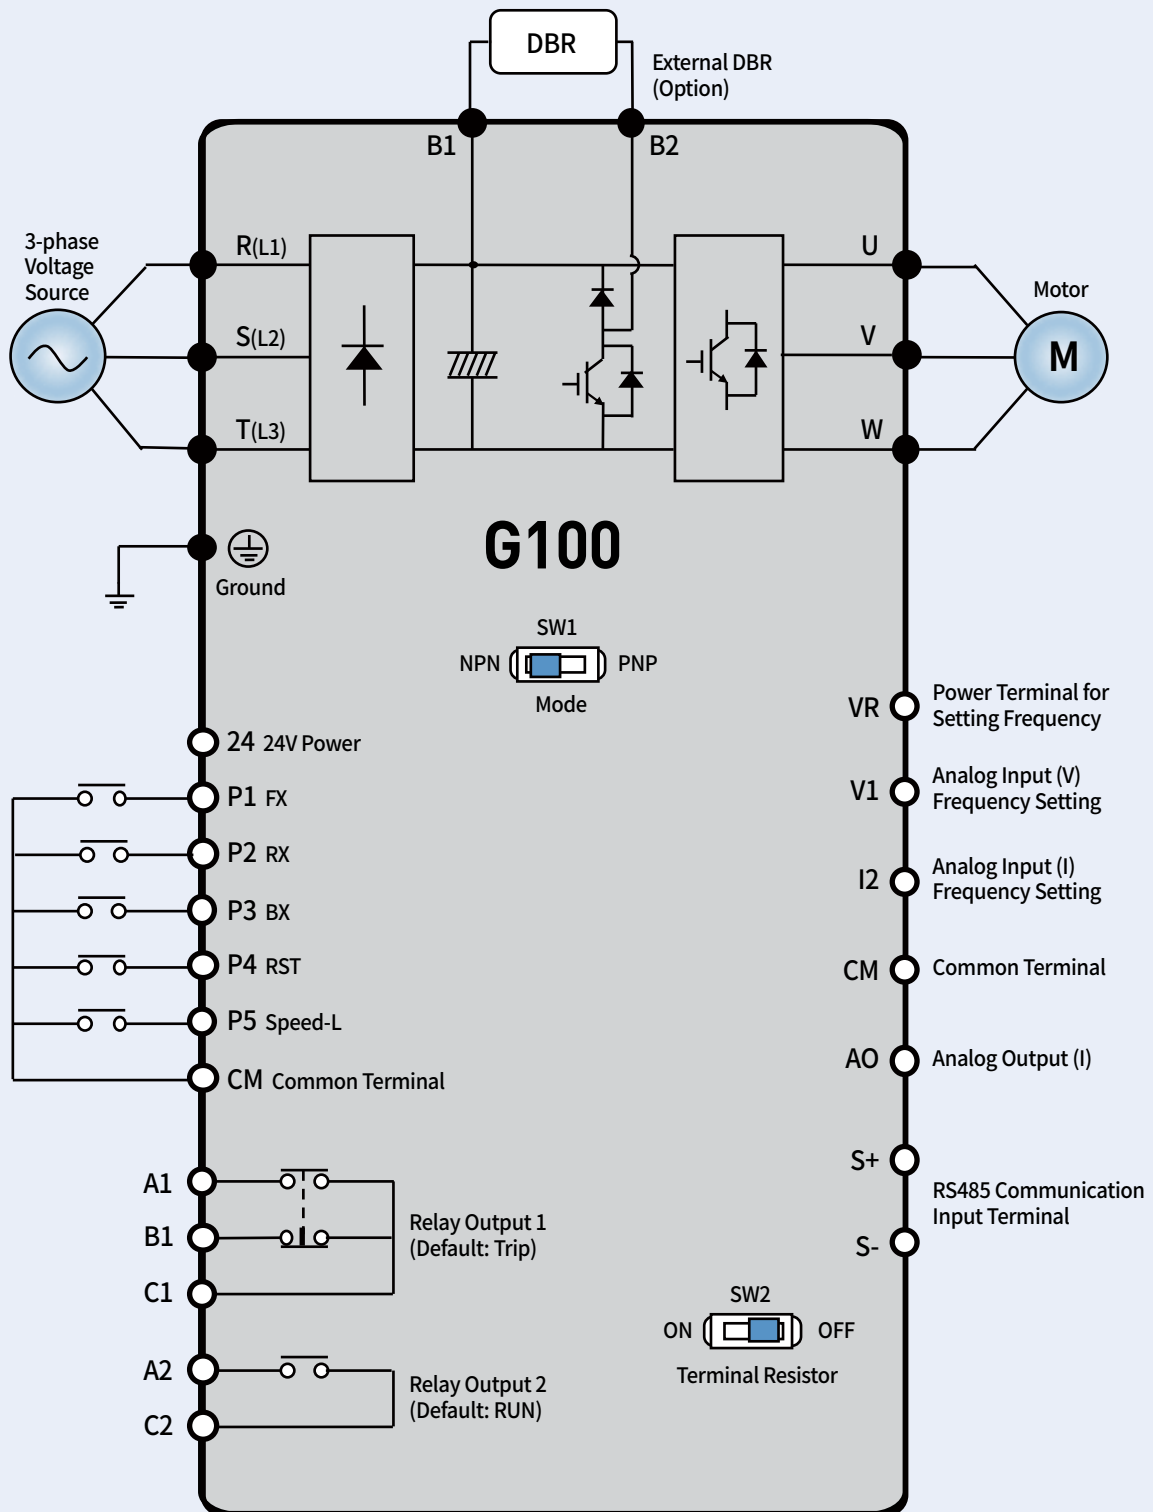 DBR
External DBR
(Option)
B1
B2
3-phase
Voltage
Source
R(L1)
S(L2)
T(L3)
U
V
W
Motor
M
Ground
G100
SW1
NPN
PNP
Mode
24 24V Power
P1 FX
P2 RX
P3 BX
P4 RST
P5 Speed-L
CM Common Terminal
VR
Power Terminal for
Setting Frequency
V1
Analog Input (V)
Frequency Setting
I2
Analog Input (I)
Frequency Setting
CM
Common Terminal
AO
Analog Output (I)
S+
S-
RS485 Communication
Input Terminal
A1
B1
C1
Relay Output 1
(Default: Trip)
A2
C2
Relay Output 2
(Default: RUN)
SW2
ON
OFF
Terminal Resistor